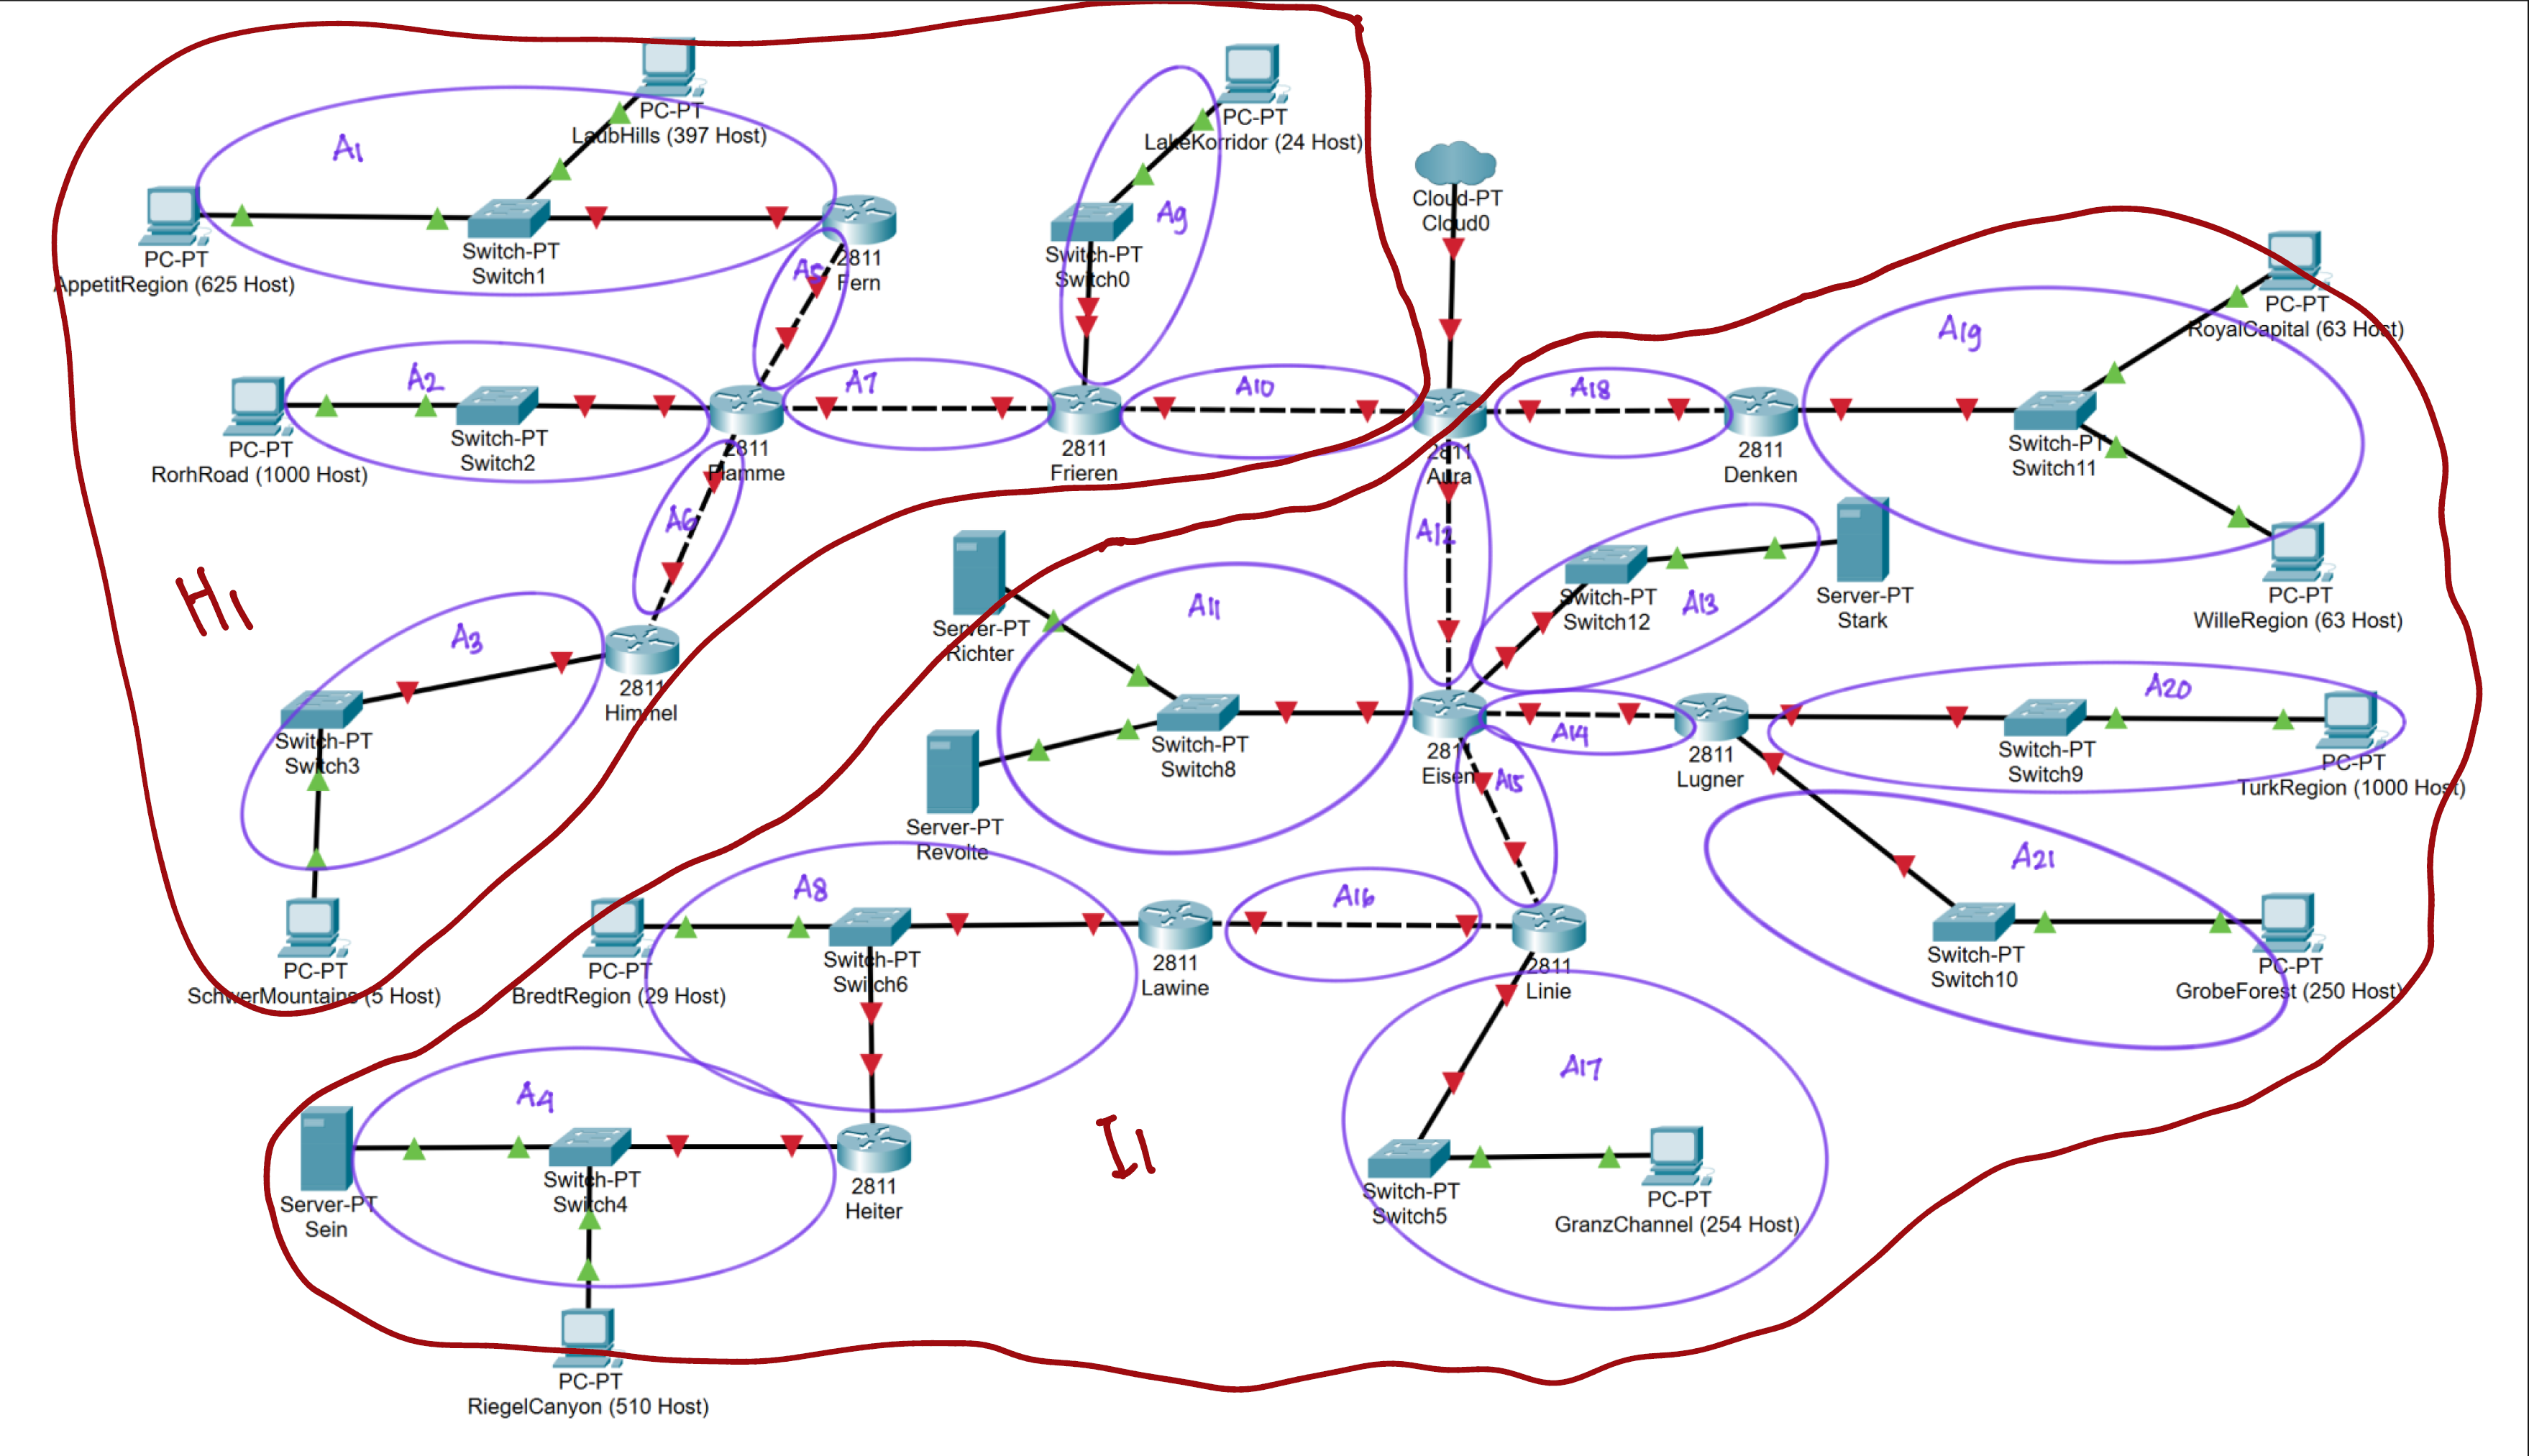 PC-PT
LaubHills (397 Host)
A1
PC-PT
AppetitRegion (625 Host)
Switch-PT
Switch1
2811
Fern
A5
PC-PT
LakeKorridor (24 Host)
A9
Switch-PT
Switch0
Cloud-PT
Cloud0
A2
PC-PT
RorhRoad (1000 Host)
Switch-PT
Switch2
2811
Flamme
A7
2811
Frieren
A10
2811
Aura
A18
2811
Denken
A19
PC-PT
RoyalCapital (63 Host)
Switch-PT
Switch11
PC-PT
WilleRegion (63 Host)
A6
H1
A3
2811
Himmel
Switch-PT
Switch3
PC-PT
SchwerMountains (5 Host)
A12
Switch-PT
Switch12
A13
Server-PT
Stark
Server-PT
Richter
A11
Switch-PT
Switch8
Server-PT
Revolte
2811
Eisen
A14
2811
Lugner
A20
Switch-PT
Switch9
PC-PT
TurkRegion (1000 Host)
A15
A21
Switch-PT
Switch10
PC-PT
GrobeForest (250 Host)
A8
PC-PT
BredtRegion (29 Host)
Switch-PT
Switch6
2811
Lawine
A16
2811
Linie
A17
Switch-PT
Switch5
PC-PT
GranzChannel (254 Host)
A4
Server-PT
Sein
Switch-PT
Switch4
2811
Heiter
I1
PC-PT
RiegelCanyon (510 Host)